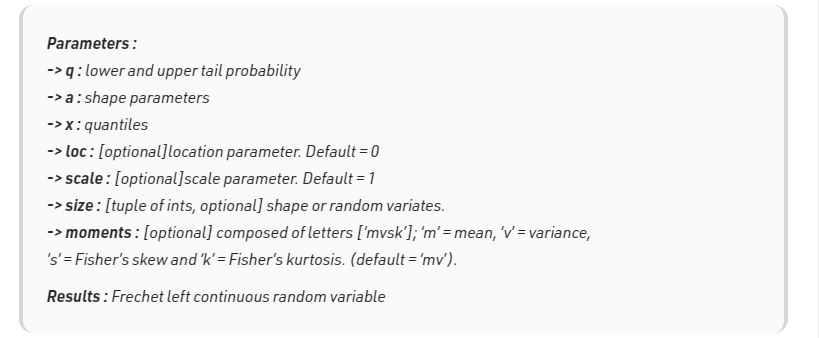 Parameters :
-> q : lower and upper tail probability
-> a : shape parameters
-> x : quantiles
-> loc : [optional]location parameter. Default = 0
-> scale : [optional]scale parameter. Default = 1
-> size : [tuple of ints, optional] shape or random variates.
-> moments : [optional] composed of letters [‘mvsk’]; ‘m’ = mean, ‘v’ = variance,
‘s’ = Fisher’s skew and ‘k’ = Fisher’s kurtosis. (default = ‘mv’).
Results : Frechet left continuous random variable